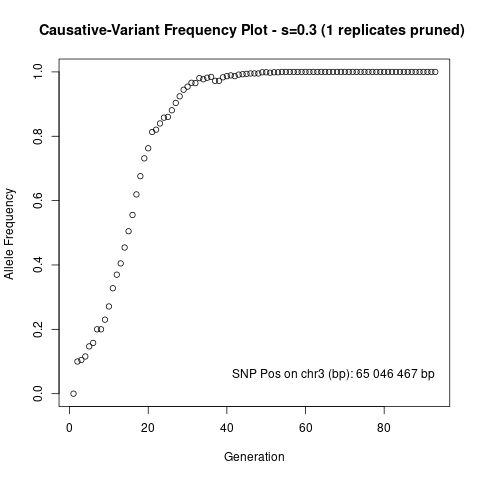 Causative-Variant Frequency Plot - s=0.3 (1 replicates pruned)
1.0
0.8
0.6
0.4
0.2
0.0
Allele Frequency
SNP Pos on chr3 (bp): 65 046 467 bp
0 20 40 60 80
Generation